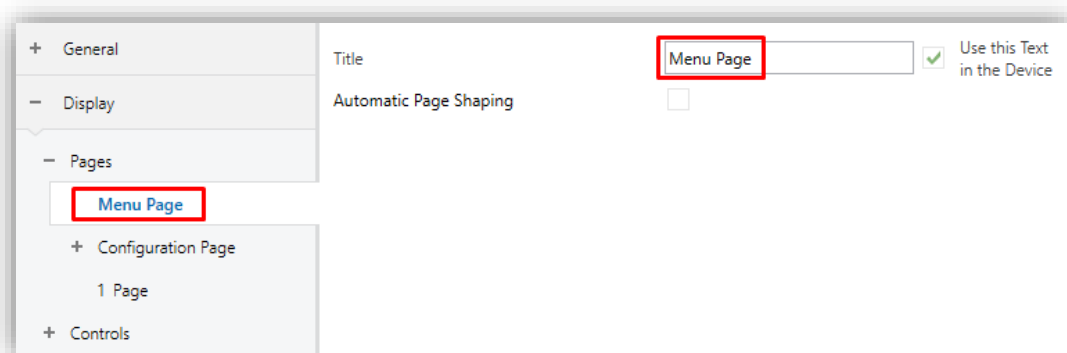 General
Display
Pages
Menu Page
Configuration Page
1 Page
Controls
Title
Menu Page
Use this Text
in the Device
Automatic Page Shaping